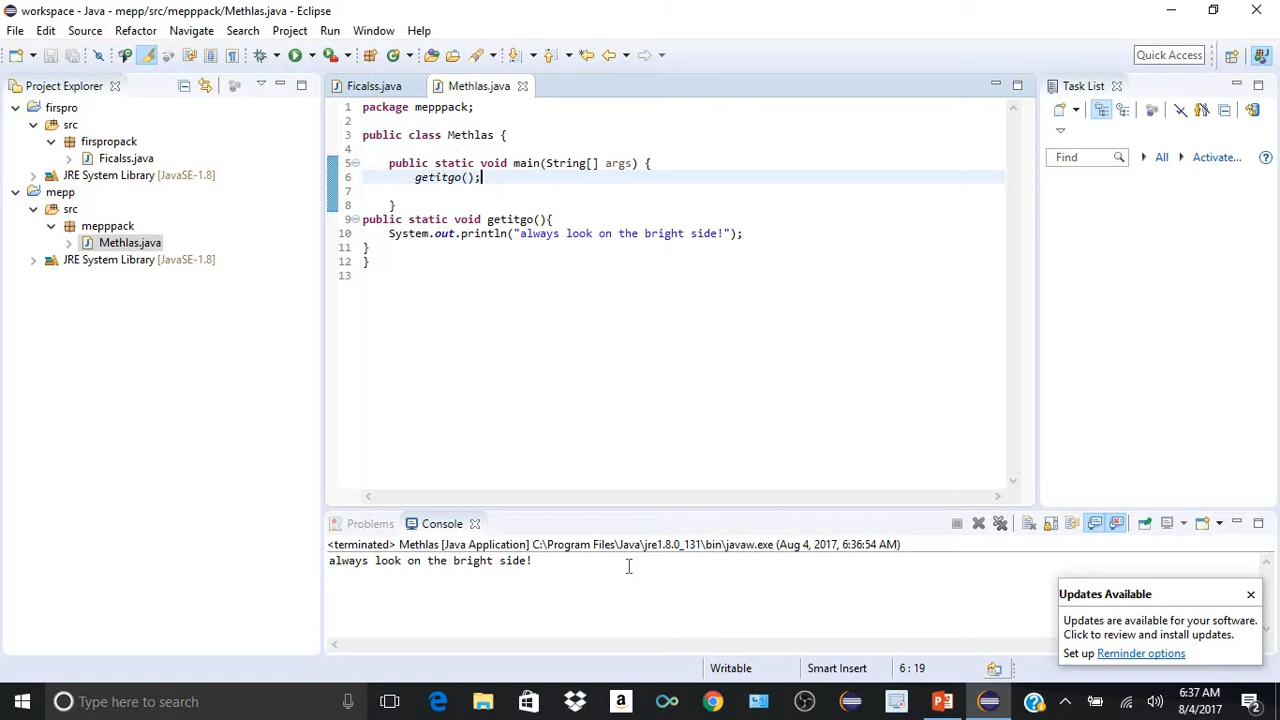 workspace - Java - mepp/src/mepppack/Methlas.java - Eclipse
File Edit Source Refactor Navigate Search Project Run Window Help
Quick Access
Project Explorer
firspro
src
firspropack
Ficalss.java
JRE System Library [JavaSE-1.8]
mepp
src
mepppack
Methlas.java
JRE System Library [JavaSE-1.8]
Ficalss.java Methlas.java
1 package mepppack;
2
3 public class Methlas {
4
5 public static void main(String[] args) {
6 getitgo();
7
8 }
9 public static void getitgo(){
10 System.out.println("always look on the bright side!");
11 }
12 }
13
Task List
Find All Activate...
Problems Console
<terminated> Methlas [Java Application] C:\Program Files\Java\jre1.8.0_131\bin\javaw.exe (Aug 4, 2017, 6:36:54 AM)
always look on the bright side!
Updates Available
Updates are available for your software.
Click to review and install updates.
Set up Reminder options
Writable Smart Insert 6 : 19
Type here to search
6:37 AM
8/4/2017